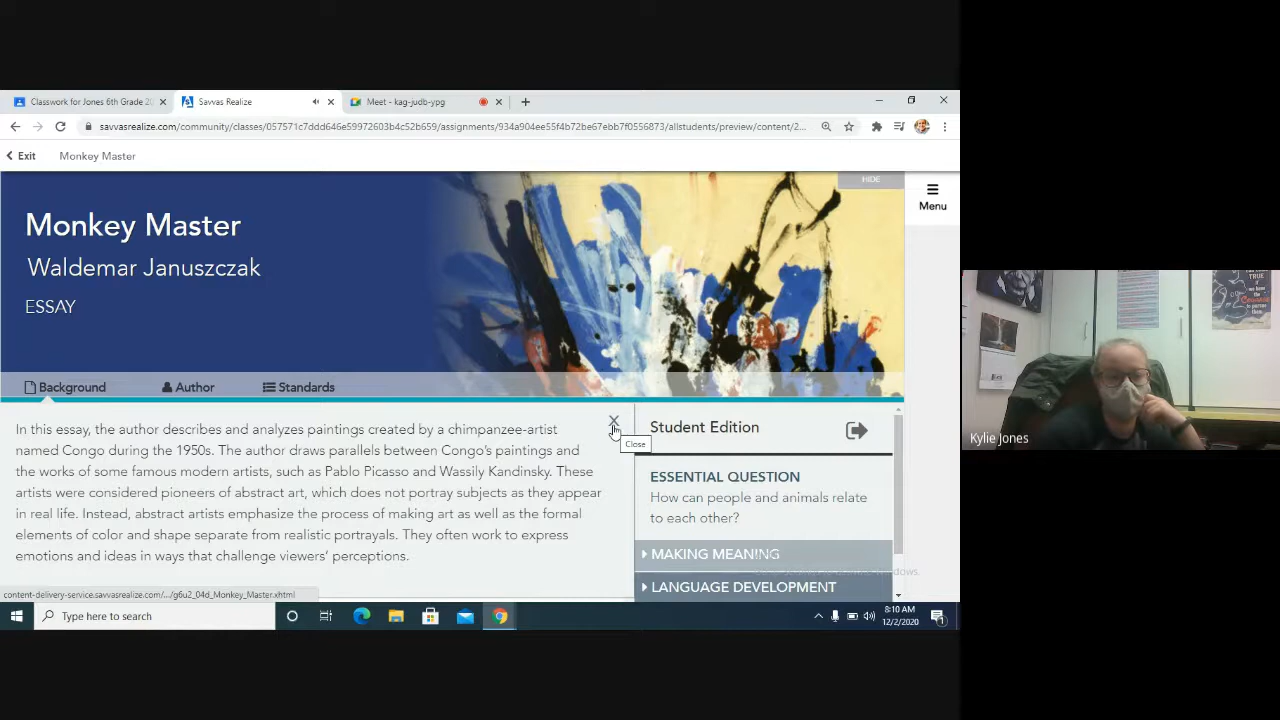 Classwork for Jones 6th Grade 20
Savvas Realize
Meet - kag-judb-ypg
savvasrealize.com/community/classes/057571c7ddd646e59972603b4c52b659/assignments/934a904ee55f4b72be67ebb7f0556873/allstudents/preview/content/2...
Exit
Monkey Master
HIDE
Menu
Monkey Master
Waldemar Januszczak
ESSAY
Background
Author
Standards
In this essay, the author describes and analyzes paintings created by a chimpanzee-artist
named Congo during the 1950s. The author draws parallels between Congo's paintings and
the works of some famous modern artists, such as Pablo Picasso and Wassily Kandinsky. These
artists were considered pioneers of abstract art, which does not portray subjects as they appear
in real life. Instead, abstract artists emphasize the process of making art as well as the formal
elements of color and shape separate from realistic portrayals. They often work to express
emotions and ideas in ways that challenge viewers' perceptions.
Close
Student Edition
ESSENTIAL QUESTION
How can people and animals relate
to each other?
MAKING MEANING
LANGUAGE DEVELOPMENT
content-delivery-service.savvasrealize.com/.../g6u2_04d_Monkey_Master.xhtml
Type here to search
8:10 AM
12/2/2020
Kylie Jones
TRUE